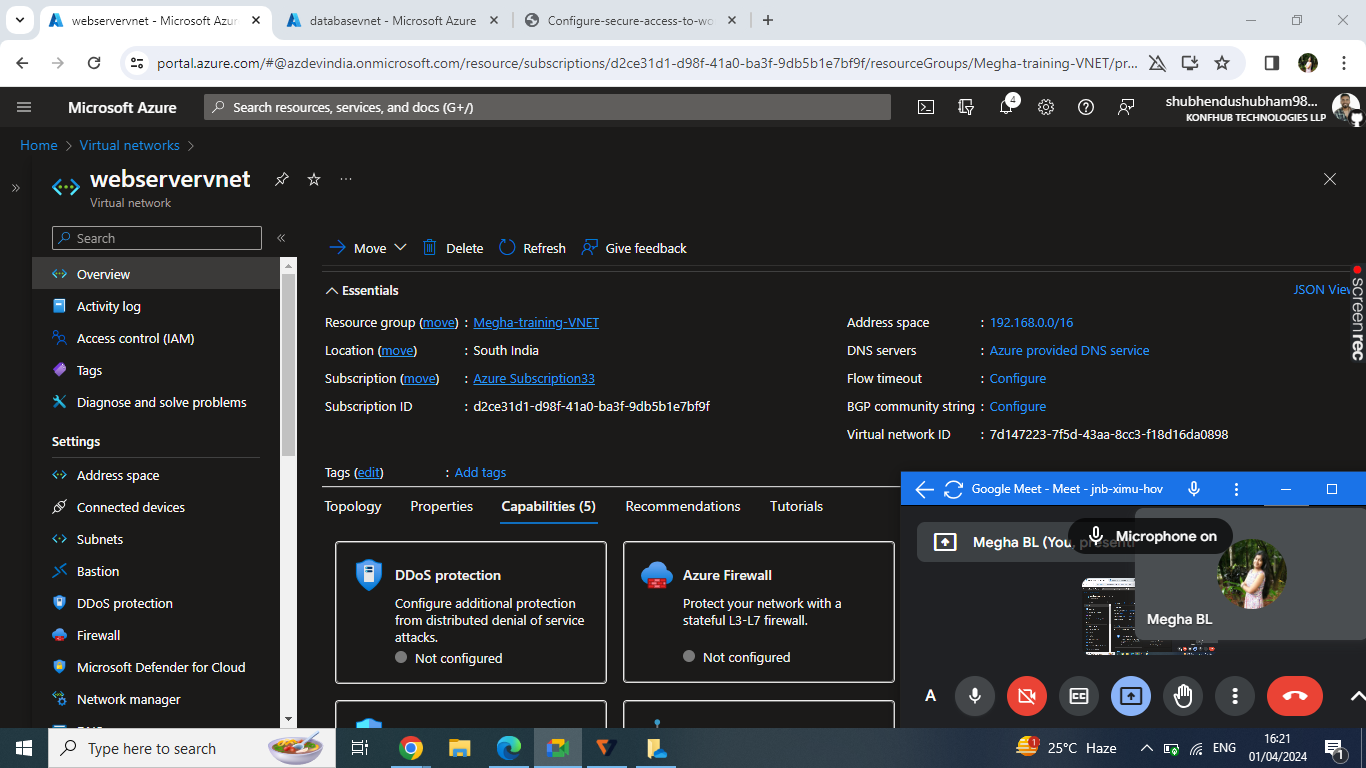 webservervnet - Microsoft Azur
databasevnet - Microsoft Azure
Configure-secure-access-to-wo
portal.azure.com/#@azdevindia.onmicrosoft.com/resource/subscriptions/d2ce31d1-d98f-41a0-ba3f-9db5b1e7bf9f/resourceGroups/Megha-training-VNET/pr...
Microsoft Azure
Search resources, services, and docs (G+/)
4
shubhendushubham98...
KONFHUB TECHNOLOGIES LLP
Home > Virtual networks >
webservervnet
Virtual network
Search
Overview
Activity log
Access control (IAM)
Tags
Diagnose and solve problems
Settings
Address space
Connected devices
Subnets
Bastion
DDoS protection
Firewall
Microsoft Defender for Cloud
Network manager
Move
Delete
Refresh
Give feedback
Essentials
JSON View
Resource group (move) : Megha-training-VNET
Location (move) : South India
Subscription (move) : Azure Subscription33
Subscription ID : d2ce31d1-d98f-41a0-ba3f-9db5b1e7bf9f
Address space : 192.168.0.0/16
DNS servers : Azure provided DNS service
Flow timeout : Configure
BGP community string : Configure
Virtual network ID : 7d147223-7f5d-43aa-8cc3-f18d16da0898
Tags (edit) : Add tags
Topology
Properties
Capabilities (5)
Recommendations
Tutorials
DDoS protection
Configure additional protection
from distributed denial of service
attacks.
Not configured
Azure Firewall
Protect your network with a
stateful L3-L7 firewall.
Not configured
screenrec
Google Meet - Meet - jnb-ximu-hov
Megha BL (You,
Microphone on
Megha BL
A
Type here to search
1
25°C Haze
ENG
16:21
01/04/2024
1